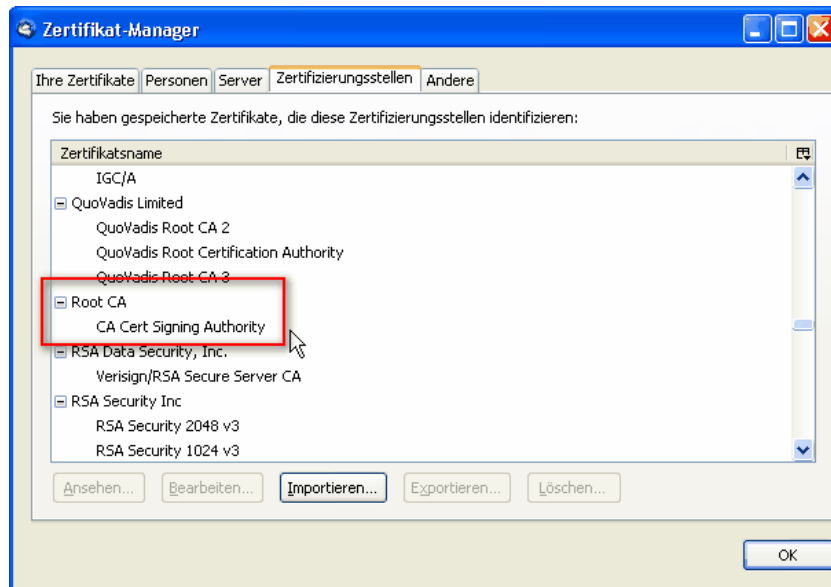 Zertifikat-Manager
Ihre Zertifikate Personen Server Zertifizierungsstellen Andere
Sie haben gespeicherte Zertifikate, die diese Zertifizierungsstellen identifizieren:
Zertifikatsname
IGC/A
QuoVadis Limited
QuoVadis Root CA 2
QuoVadis Root Certification Authority
QuoVadis Root CA 3
Root CA
CA Cert Signing Authority
RSA Data Security, Inc.
Verisign/RSA Secure Server CA
RSA Security Inc
RSA Security 2048 v3
RSA Security 1024 v3
Ansehen... Bearbeiten... Importieren... Exportieren... Löschen...
OK